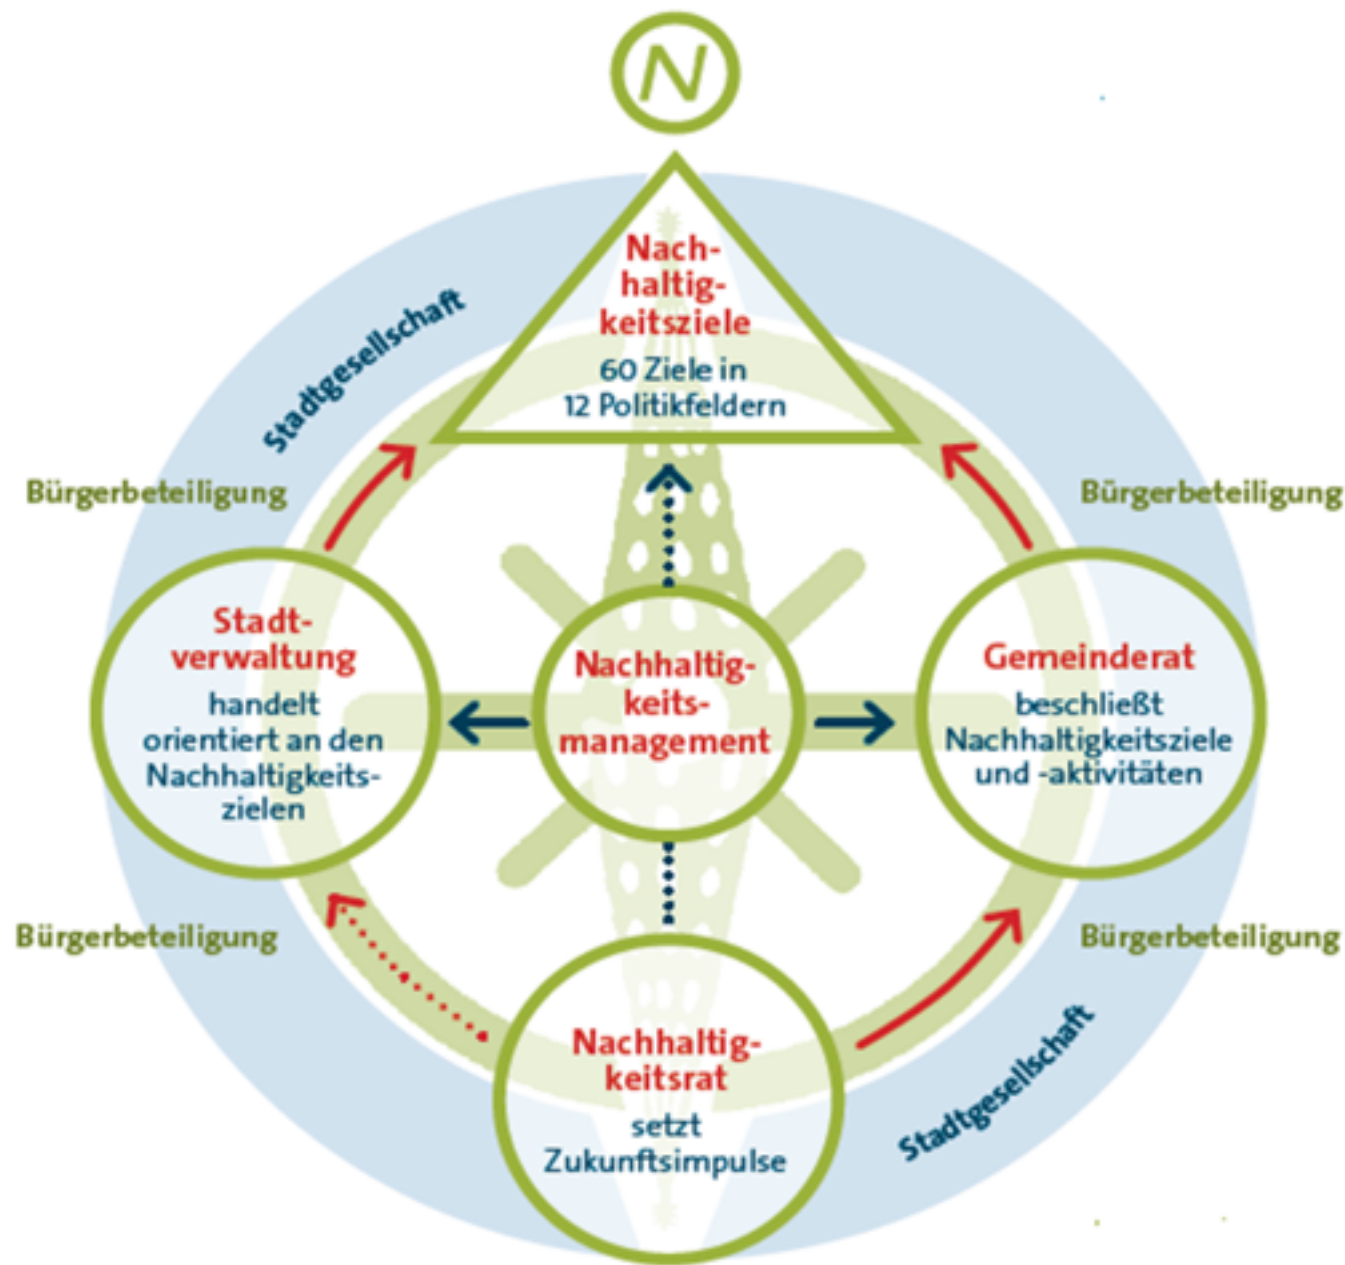 N
Nach-
haltig-
keitsziele
60 Ziele in
12 Politikfeldern
Stadtgesellschaft
Bürgerbeteiligung
Bürgerbeteiligung
Stadt-
verwaltung
handelt
orientiert an den
Nachhaltigkeits-
zielen
Nachhaltig-
keits-
management
Gemeinderat
beschließt
Nachhaltigkeitsziele
und -aktivitäten
Bürgerbeteiligung
Bürgerbeteiligung
Nachhaltig-
keitsrat
setzt
Zukunftsimpulse
Stadtgesellschaft